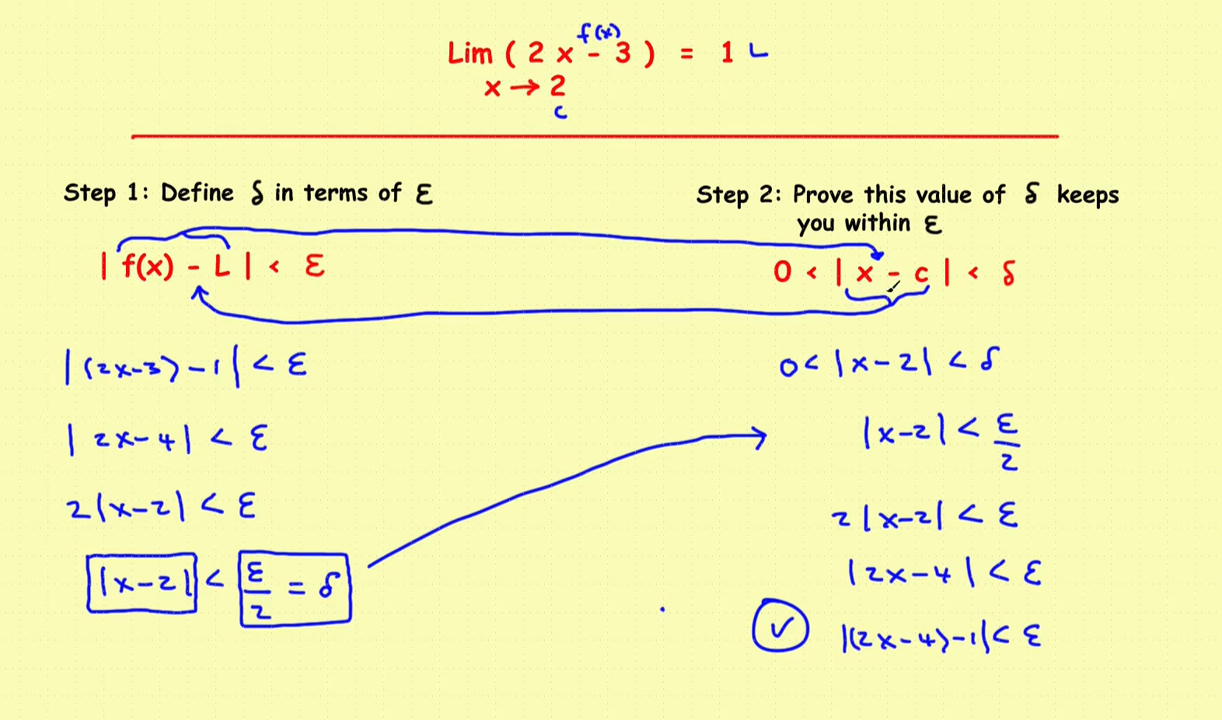 f(x)
Lim ( 2 x - 3 ) = 1 L
x → 2
c
Step 1: Define δ in terms of ε
| f(x) - L | < ε
|(2x-3)-1| < ε
|2x-4| < ε
2|x-2| < ε
|x-2| < ε/2 = δ
Step 2: Prove this value of δ keeps
you within ε
0 < | x - c | < δ
0 < |x-2| < δ
|x-2| < ε/2
2|x-2| < ε
|2x-4| < ε
✓ |(2x-4)-1| < ε